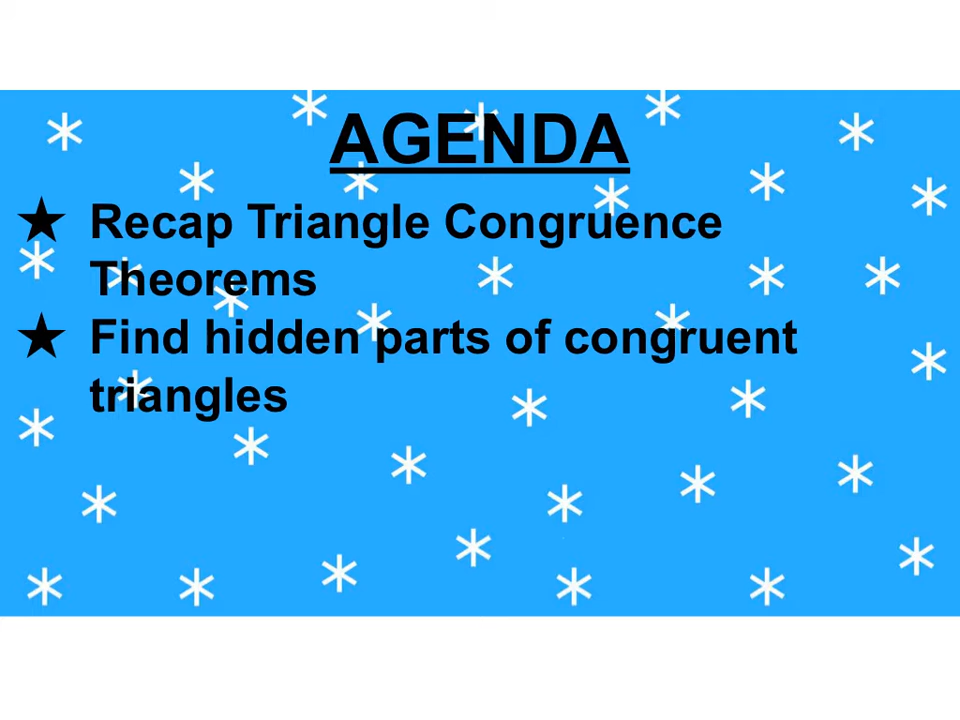 AGENDA
★ Recap Triangle Congruence
Theorems
★ Find hidden parts of congruent
triangles